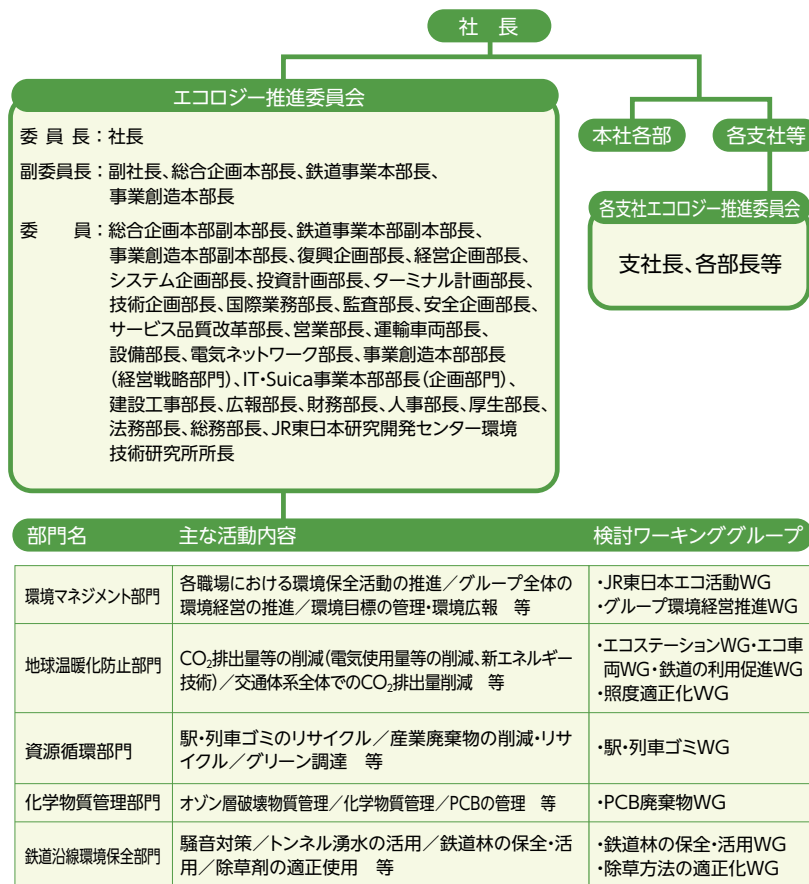 社 長
エコロジー推進委員会
委 員 長：社長
副委員長：副社長、総合企画本部長、鉄道事業本部長、
事業創造本部長
委　　員：総合企画本部副本部長、鉄道事業本部副本部長、
事業創造本部副本部長、復興企画部長、経営企画部長、
システム企画部長、投資計画部長、ターミナル計画部長、
技術企画部長、国際業務部長、監査部長、安全企画部長、
サービス品質改革部長、営業部長、運輸車両部長、
設備部長、電気ネットワーク部長、事業創造本部部長
（経営戦略部門）、IT・Suica事業本部部長（企画部門）、
建設工事部長、広報部長、財務部長、人事部長、厚生部長、
法務部長、総務部長、JR東日本研究開発センター環境
技術研究所所長
本社各部
各支社等
各支社エコロジー推進委員会
支社長、各部長等
部門名 主な活動内容 検討ワーキンググループ
環境マネジメント部門
各職場における環境保全活動の推進／グループ全体の
環境経営の推進／環境目標の管理・環境広報　等
・JR東日本エコ活動WG
・グループ環境経営推進WG
地球温暖化防止部門
CO₂排出量等の削減（電気使用量等の削減、新エネルギー
技術）／交通体系全体でのCO₂排出量削減　等
・エコステーションWG・エコ車
両WG・鉄道の利用促進WG
・照度適正化WG
資源循環部門
駅・列車ゴミのリサイクル／産業廃棄物の削減・リサ
イクル／グリーン調達　等
・駅・列車ゴミWG
化学物質管理部門
オゾン層破壊物質管理／化学物質管理／PCBの管理　等
・PCB廃棄物WG
鉄道沿線環境保全部門
騒音対策／トンネル湧水の活用／鉄道林の保全・活
用／除草剤の適正使用　等
・鉄道林の保全・活用WG
・除草方法の適正化WG